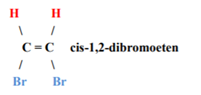 H H
\ /
C = C cis-1,2-dibromoeten
/ \
Br Br